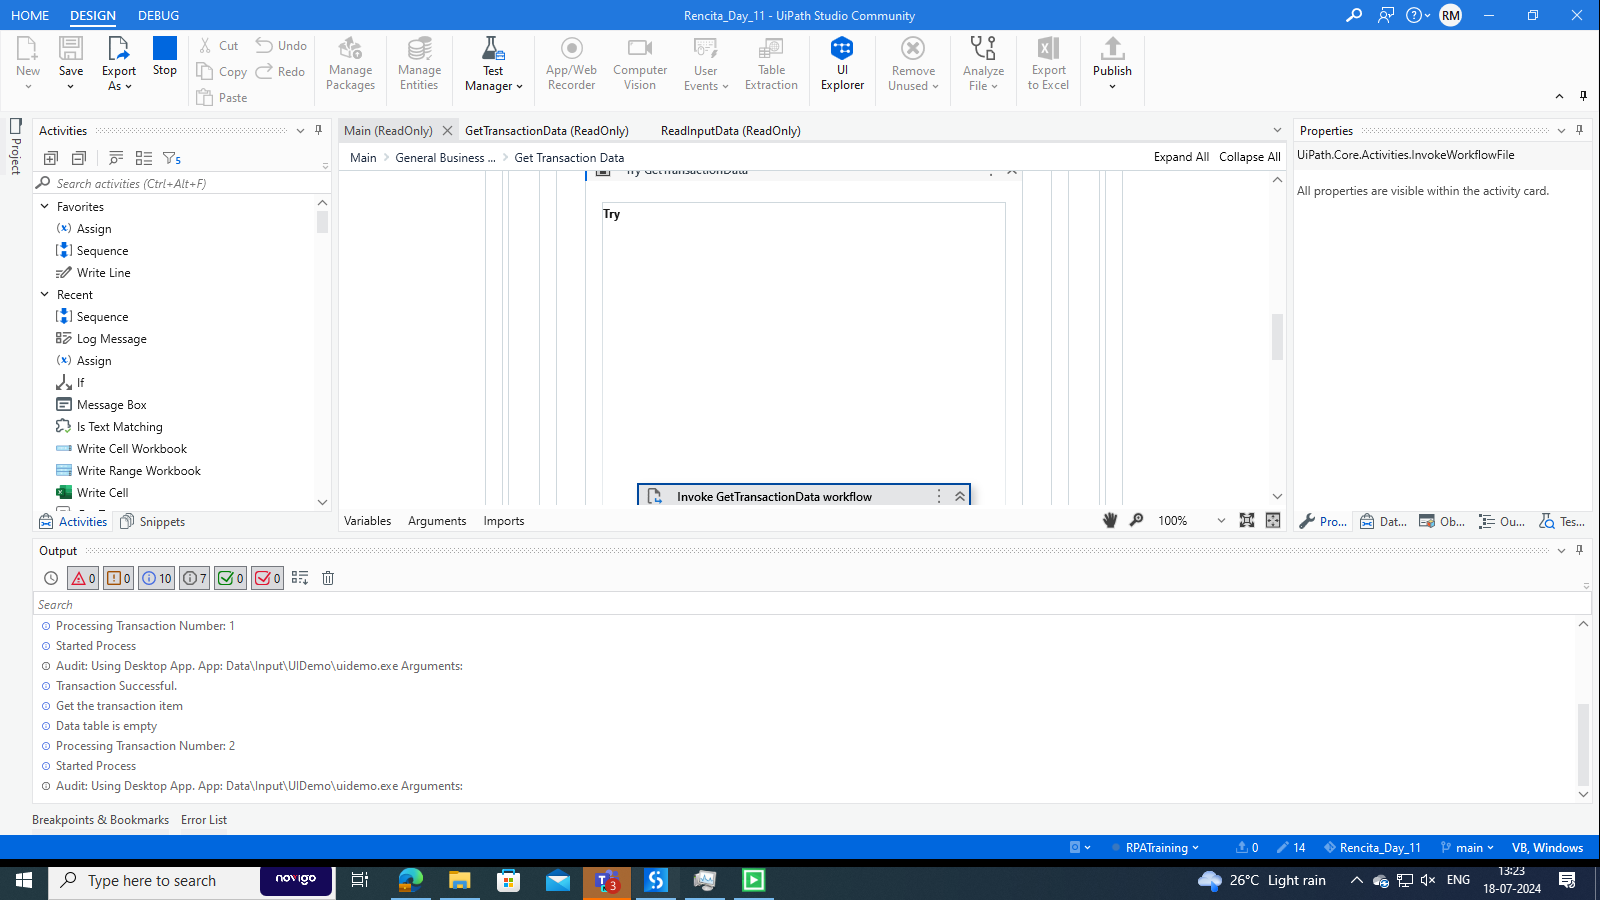 HOME DESIGN DEBUG
Rencita_Day_11 - UiPath Studio Community
RM
New Save Export As Stop
Cut Undo
Copy Redo
Paste
Manage Packages
Manage Entities
Test Manager
App/Web Recorder
Computer Vision
User Events
Table Extraction
UI Explorer
Remove Unused
Analyze File
Export to Excel
Publish
Project
Activities
5
Search activities (Ctrl+Alt+F)
Favorites
Assign
Sequence
Write Line
Recent
Sequence
Log Message
Assign
If
Message Box
Is Text Matching
Write Cell Workbook
Write Range Workbook
Write Cell
Activities Snippets
Main (ReadOnly) GetTransactionData (ReadOnly) ReadInputData (ReadOnly)
Main General Business ... Get Transaction Data Expand All Collapse All
Try GetTransactionData
Try
Invoke GetTransactionData workflow
Variables Arguments Imports 100%
Properties
UiPath.Core.Activities.InvokeWorkflowFile
All properties are visible within the activity card.
Pro... Dat... Ob... Ou... Tes...
Output
0 0 10 7 0 0
Search
Processing Transaction Number: 1
Started Process
Audit: Using Desktop App. App: Data\Input\UIDemo\uidemo.exe Arguments:
Transaction Successful.
Get the transaction item
Data table is empty
Processing Transaction Number: 2
Started Process
Audit: Using Desktop App. App: Data\Input\UIDemo\uidemo.exe Arguments:
Breakpoints & Bookmarks Error List
RPATraining 0 14 Rencita_Day_11 main VB, Windows
Type here to search
novigo
3
26°C Light rain
ENG
13:23
18-07-2024